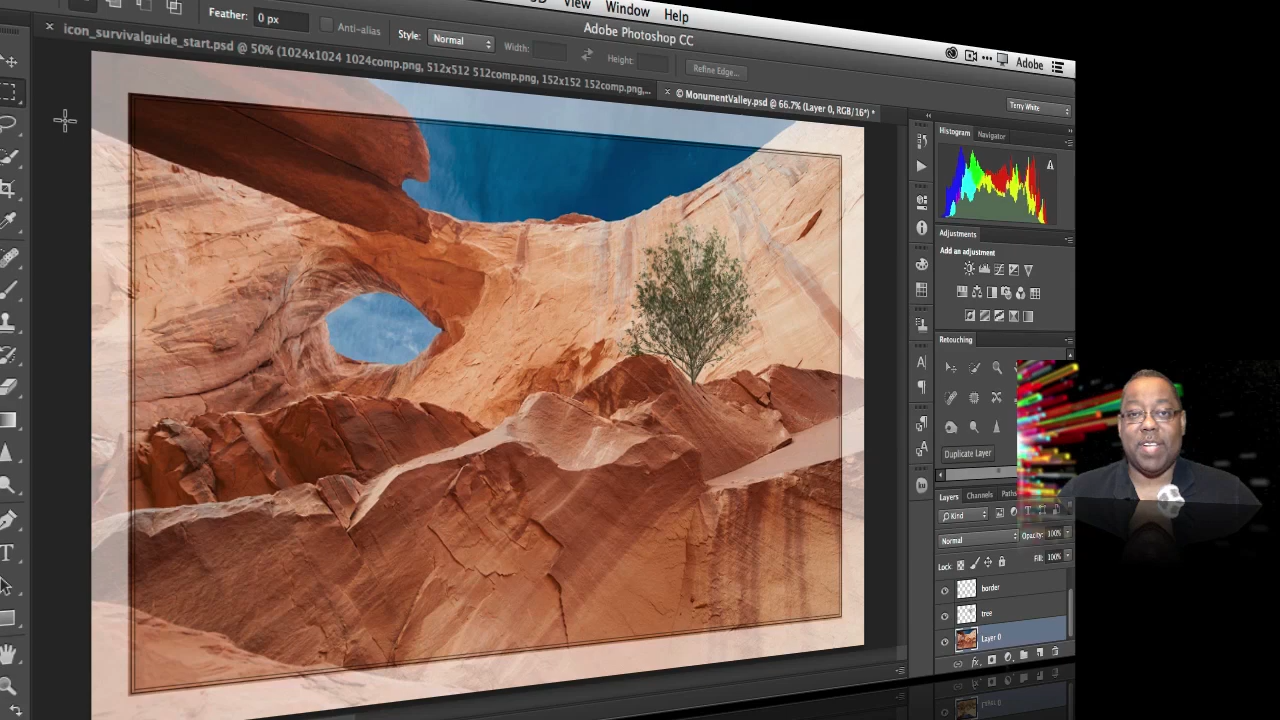 View Window Help
Feather: 0 px Anti-alias Style: Normal Width: Height: Refine Edge...
Adobe Photoshop CC
Adobe
icon_survivalguide_start.psd @ 50% (1024x1024 1024comp.png, 512x512 512comp.png, 152x152 152comp.png,...
© MonumentValley.psd @ 66.7% (Layer 0, RGB/16*) *
Terry White
Histogram Navigator
Adjustments
Add an adjustment
Retouching
Duplicate Layer
Layers Channels Paths
Kind
Normal Opacity: 100%
Lock: Fill: 100%
border
tree
Layer 0